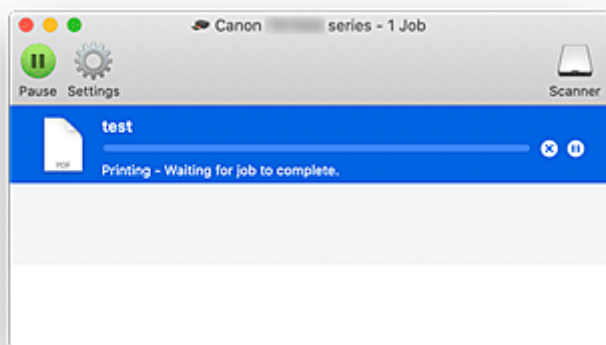 Canon series - 1 Job
Pause Settings Scanner
test
PDF
Printing - Waiting for job to complete.